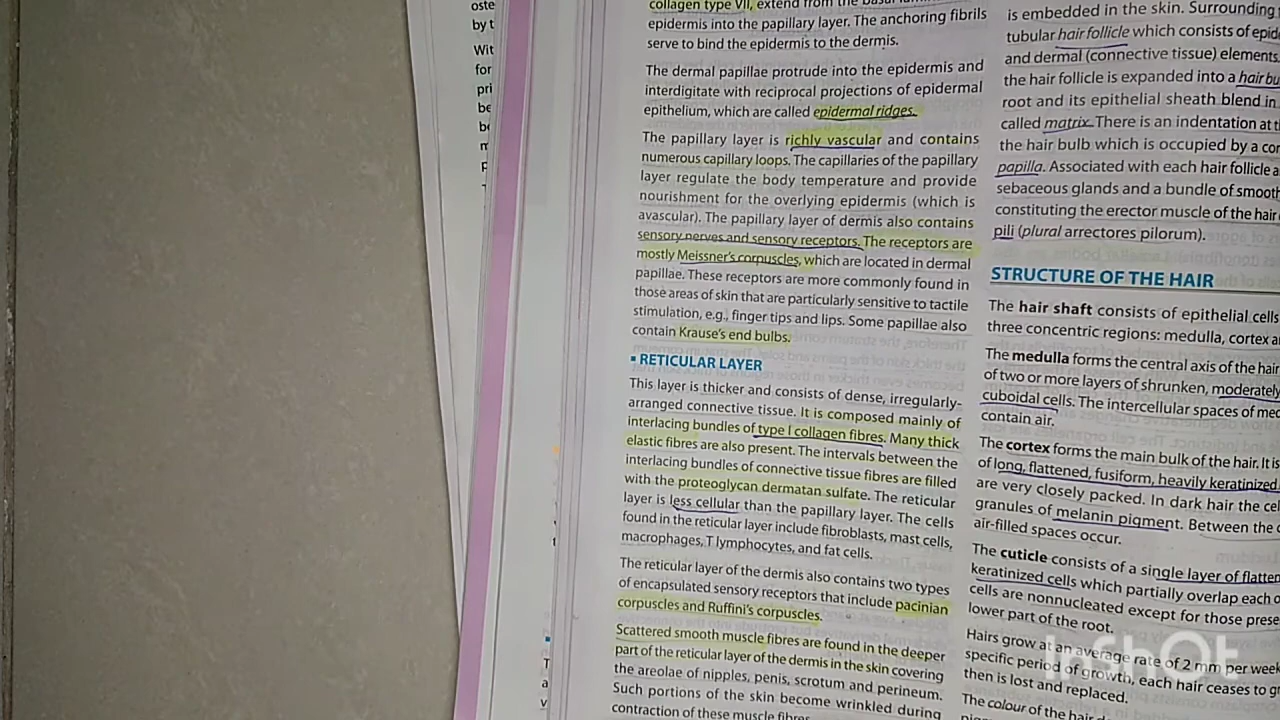 oste
by t
Wit
for
pri
be
be
collagen type VII, extend from the basal
epidermis into the papillary layer. The anchoring fibrils
serve to bind the epidermis to the dermis.
The dermal papillae protrude into the epidermis and
interdigitate with reciprocal projections of epidermal
epithelium, which are called epidermal ridges.
The papillary layer is richly vascular and contains
numerous capillary loops. The capillaries of the papillary
layer regulate the body temperature and provide
nourishment for the overlying epidermis (which is
avascular). The papillary layer of dermis also contains
sensory nerves and sensory receptors. The receptors are
mostly Meissner's corpuscles, which are located in dermal
papillae. These receptors are more commonly found in
those areas of skin that are particularly sensitive to tactile
stimulation, e.g., finger tips and lips. Some papillae also
contain Krause's end bulbs.
▪ RETICULAR LAYER
This layer is thicker and consists of dense, irregularly-
arranged connective tissue. It is composed mainly of
interlacing bundles of type I collagen fibres. Many thick
elastic fibres are also present. The intervals between the
interlacing bundles of connective tissue fibres are filled
with the proteoglycan dermatan sulfate. The reticular
layer is less cellular than the papillary layer. The cells
found in the reticular layer include fibroblasts, mast cells,
macrophages, T lymphocytes, and fat cells.
The reticular layer of the dermis also contains two types
of encapsulated sensory receptors that include pacinian
corpuscles and Ruffini's corpuscles.
Scattered smooth muscle fibres are found in the deeper
part of the reticular layer of the dermis in the skin covering
the areolae of nipples, penis, scrotum and perineum.
Such portions of the skin become wrinkled during
contraction of these muscle fibres.
is embedded in the skin. Surrounding
tubular hair follicle which consists of epid
and dermal (connective tissue) elements.
the hair follicle is expanded into a hair bu
root and its epithelial sheath blend in
called matrix. There is an indentation at t
the hair bulb which is occupied by a cor
papilla. Associated with each hair follicle a
sebaceous glands and a bundle of smooth
constituting the erector muscle of the hair
pili (plural arrectores pilorum).
STRUCTURE OF THE HAIR
The hair shaft consists of epithelial cells
three concentric regions: medulla, cortex a
The medulla forms the central axis of the hair
of two or more layers of shrunken, moderately
cuboidal cells. The intercellular spaces of med
contain air.
The cortex forms the main bulk of the hair. It is
of long, flattened, fusiform, heavily keratinized
are very closely packed. In dark hair the cel
granules of melanin pigment. Between the c
air-filled spaces occur.
The cuticle consists of a single layer of flatten
keratinized cells which partially overlap each o
cells are nonnucleated except for those prese
lower part of the root.
Hairs grow at an average rate of 2 mm per week
specific period of growth, each hair ceases to g
then is lost and replaced.
The colour of the hair
InShOt